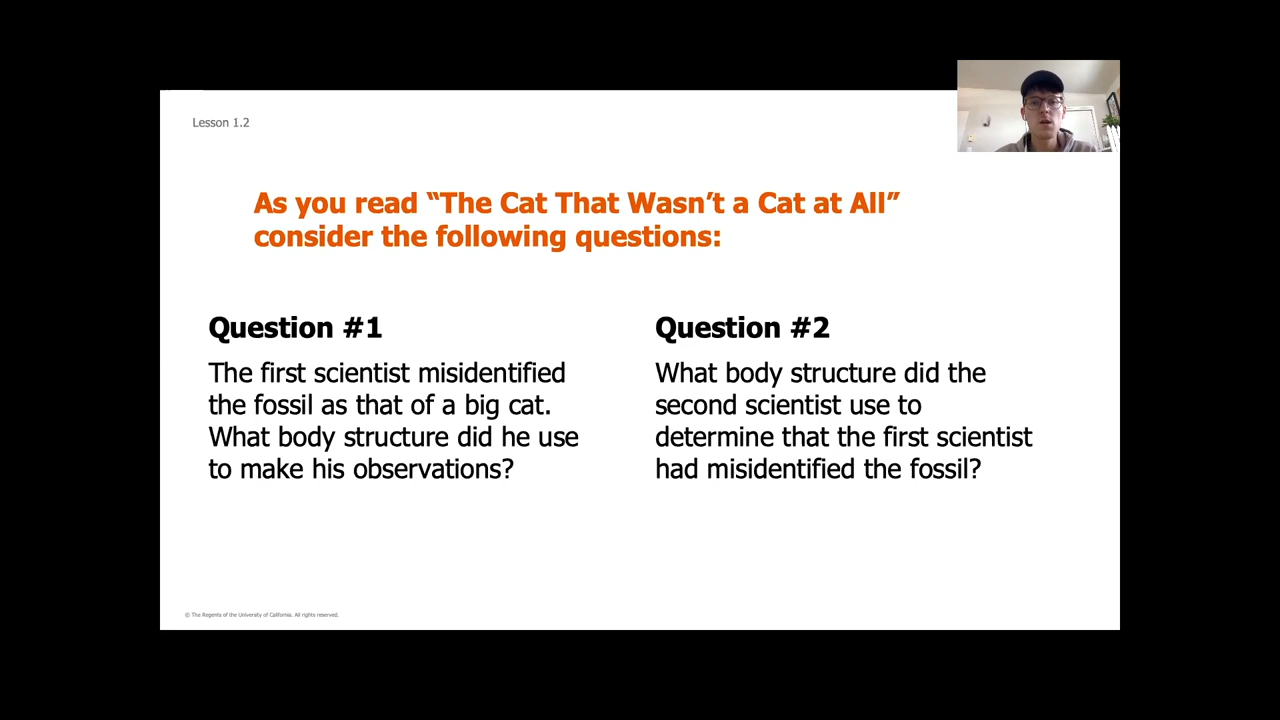 Lesson 1.2
As you read “The Cat That Wasn’t a Cat at All”
consider the following questions:
Question #1
The first scientist misidentified
the fossil as that of a big cat.
What body structure did he use
to make his observations?
Question #2
What body structure did the
second scientist use to
determine that the first scientist
had misidentified the fossil?
© The Regents of the University of California. All rights reserved.